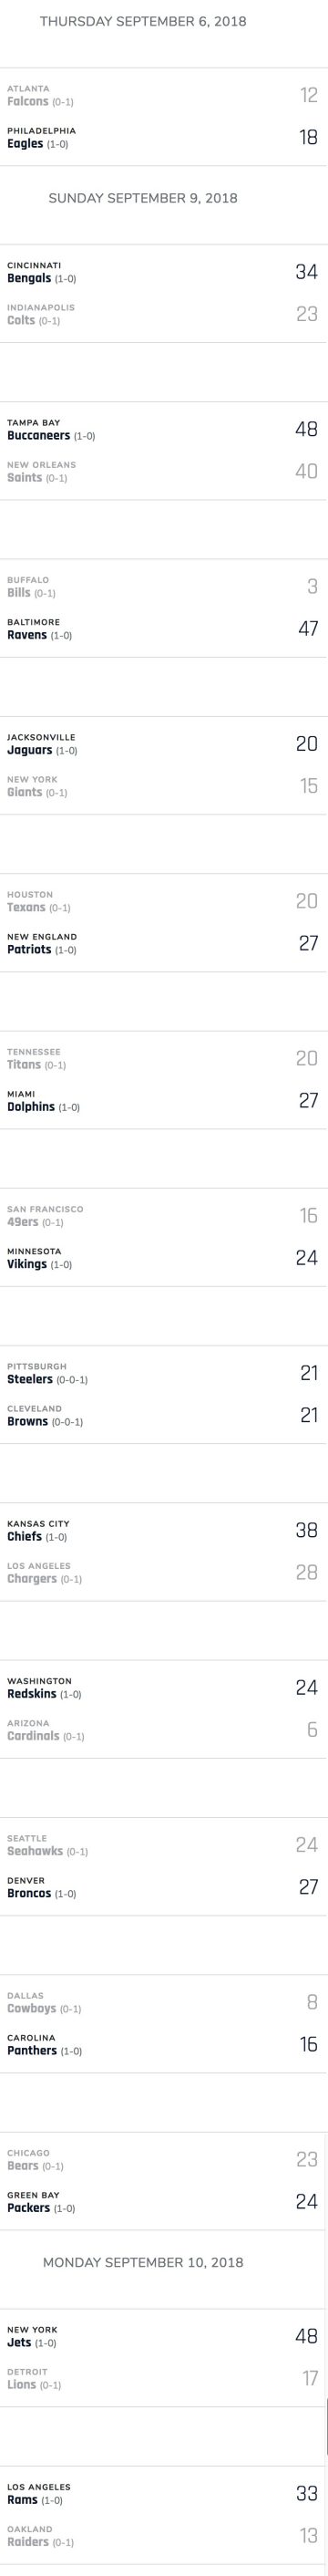 THURSDAY SEPTEMBER 6, 2018
ATLANTA
Falcons (0-1) 12
PHILADELPHIA
Eagles (1-0) 18
SUNDAY SEPTEMBER 9, 2018
CINCINNATI
Bengals (1-0) 34
INDIANAPOLIS
Colts (0-1) 23
TAMPA BAY
Buccaneers (1-0) 48
NEW ORLEANS
Saints (0-1) 40
BUFFALO
Bills (0-1) 3
BALTIMORE
Ravens (1-0) 47
JACKSONVILLE
Jaguars (1-0) 20
NEW YORK
Giants (0-1) 15
HOUSTON
Texans (0-1) 20
NEW ENGLAND
Patriots (1-0) 27
TENNESSEE
Titans (0-1) 20
MIAMI
Dolphins (1-0) 27
SAN FRANCISCO
49ers (0-1) 16
MINNESOTA
Vikings (1-0) 24
PITTSBURGH
Steelers (0-0-1) 21
CLEVELAND
Browns (0-0-1) 21
KANSAS CITY
Chiefs (1-0) 38
LOS ANGELES
Chargers (0-1) 28
WASHINGTON
Redskins (1-0) 24
ARIZONA
Cardinals (0-1) 6
SEATTLE
Seahawks (0-1) 24
DENVER
Broncos (1-0) 27
DALLAS
Cowboys (0-1) 8
CAROLINA
Panthers (1-0) 16
CHICAGO
Bears (0-1) 23
GREEN BAY
Packers (1-0) 24
MONDAY SEPTEMBER 10, 2018
NEW YORK
Jets (1-0) 48
DETROIT
Lions (0-1) 17
LOS ANGELES
Rams (1-0) 33
OAKLAND
Raiders (0-1) 13